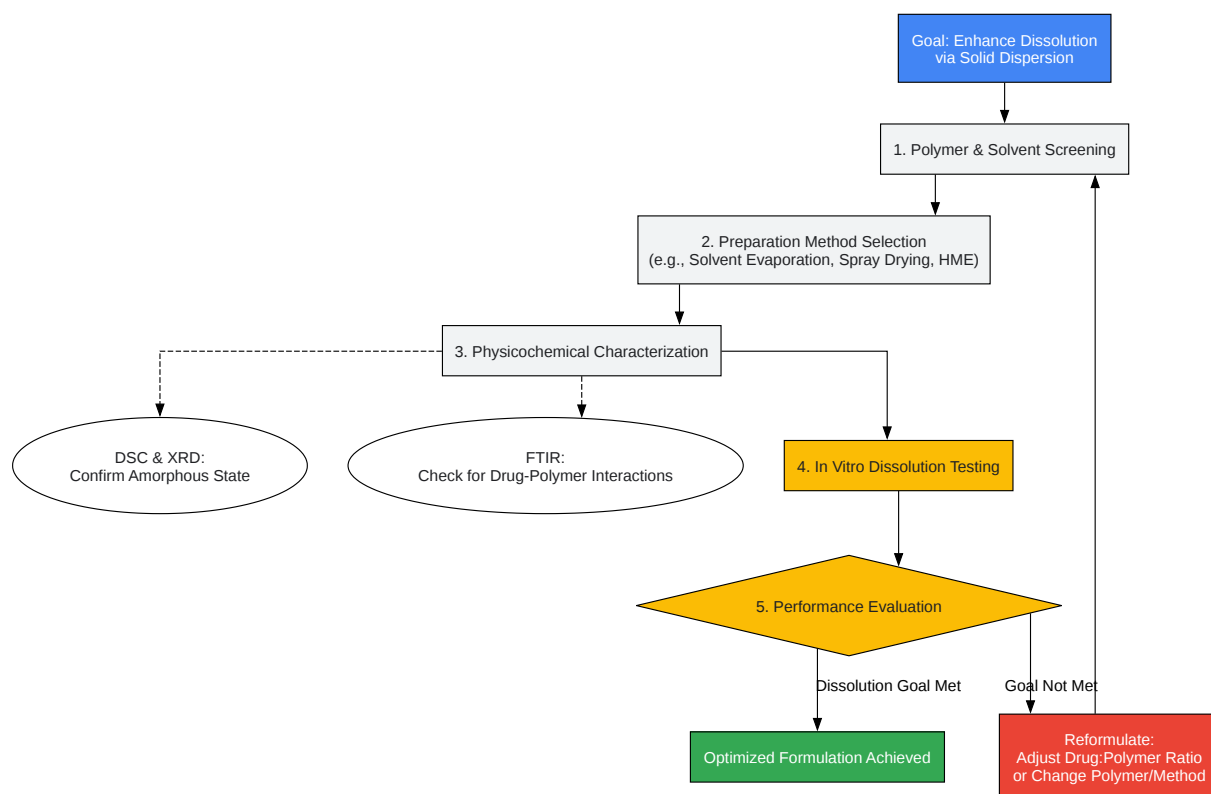 Goal: Enhance Dissolution
via Solid Dispersion
1. Polymer & Solvent Screening
2. Preparation Method Selection
(e.g., Solvent Evaporation, Spray Drying, HME)
3. Physicochemical Characterization
DSC & XRD:
Confirm Amorphous State
FTIR:
Check for Drug-Polymer Interactions
4. In Vitro Dissolution Testing
5. Performance Evaluation
Dissolution Goal Met
Goal Not Met
Optimized Formulation Achieved
Reformulate:
Adjust Drug:Polymer Ratio
or Change Polymer/Method